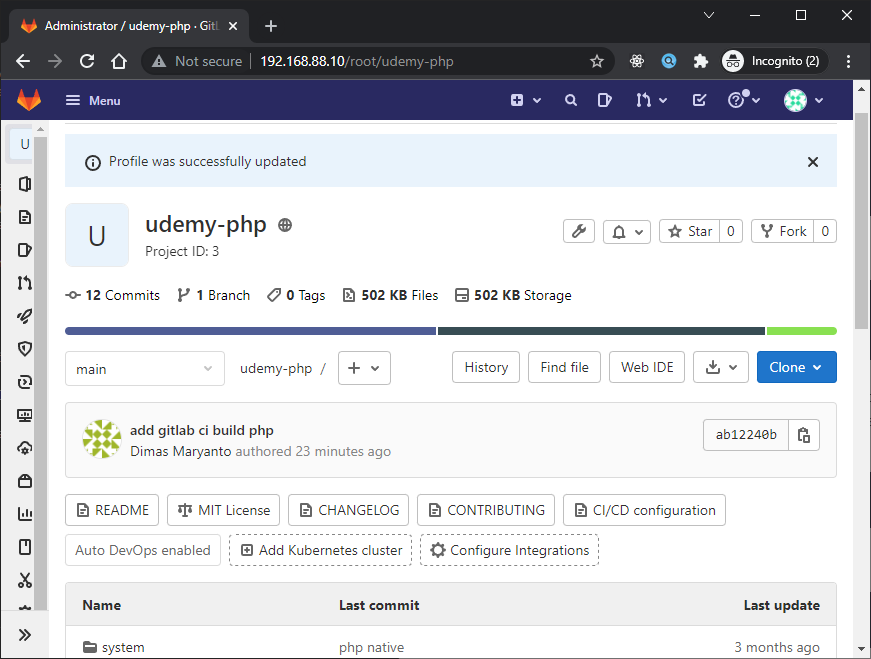 Administrator / udemy-php · GitL
Not secure 192.168.88.10/root/udemy-php Incognito (2)
Menu
U
Profile was successfully updated
U
udemy-php
Project ID: 3
Star 0 Fork 0
12 Commits 1 Branch 0 Tags 502 KB Files 502 KB Storage
main udemy-php / History Find file Web IDE Clone
add gitlab ci build php
Dimas Maryanto authored 23 minutes ago
ab12240b
README MIT License CHANGELOG CONTRIBUTING CI/CD configuration
Auto DevOps enabled Add Kubernetes cluster Configure Integrations
Name Last commit Last update
system php native 3 months ago